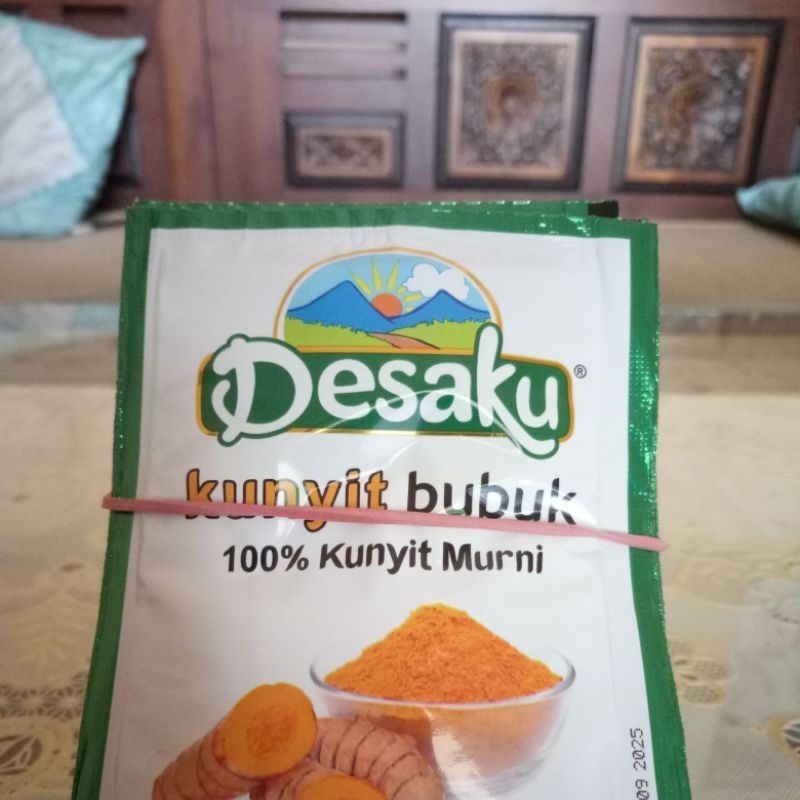 Desaku®
kunyit bubuk
100% Kunyit Murni
09 2025